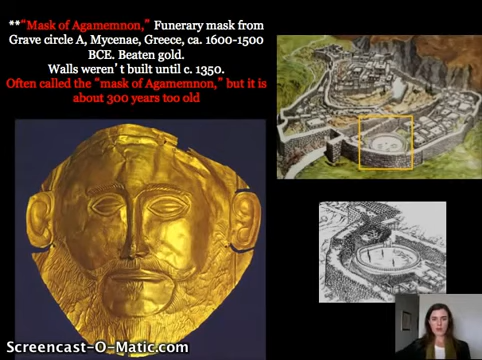 **"Mask of Agamemnon," Funerary mask from
Grave circle A, Mycenae, Greece, ca. 1600-1500
BCE. Beaten gold.
Walls weren't built until c. 1350.
Often called the "mask of Agamemnon," but it is
about 300 years too old
Screencast-O-Matic.com